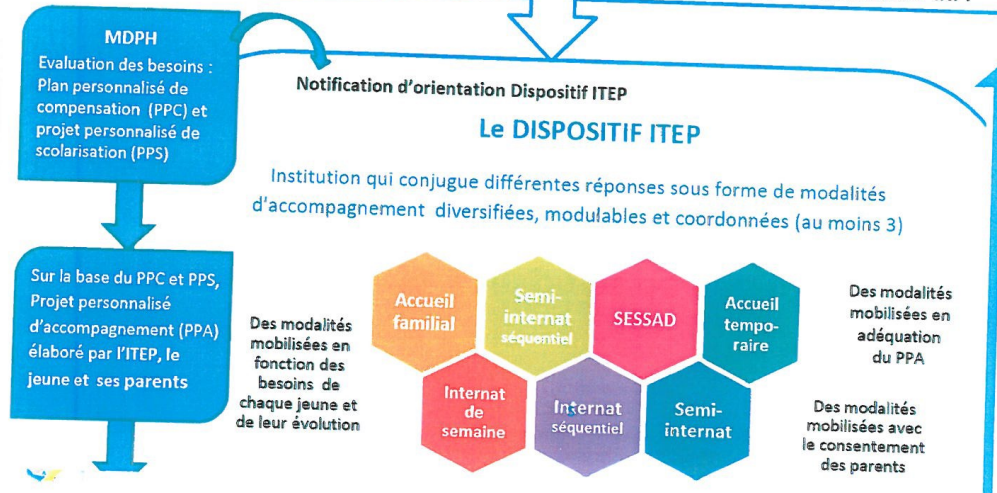 MDPH
Evaluation des besoins :
Plan personnalisé de
compensation (PPC) et
projet personnalisé de
scolarisation (PPS)
Notification d'orientation Dispositif ITEP
Le DISPOSITIF ITEP
Institution qui conjugue différentes réponses sous forme de modalités
d'accompagnement diversifiées, modulables et coordonnées (au moins 3)
Sur la base du PPC et PPS,
Projet personnalisé
d'accompagnement (PPA)
élaboré par l'ITEP, le
jeune et ses parents
Des modalités
mobilisées en
fonction des
besoins de
chaque jeune et
de leur évolution
Accueil
familial
Semi-
internat
séquentiel
SESSAD
Accueil
tempo-
raire
Internat
de
semaine
Internat
séquentiel
Semi-
internat
Des modalités
mobilisées en
adéquation
du PPA
Des modalités
mobilisées avec
le consentement
des parents